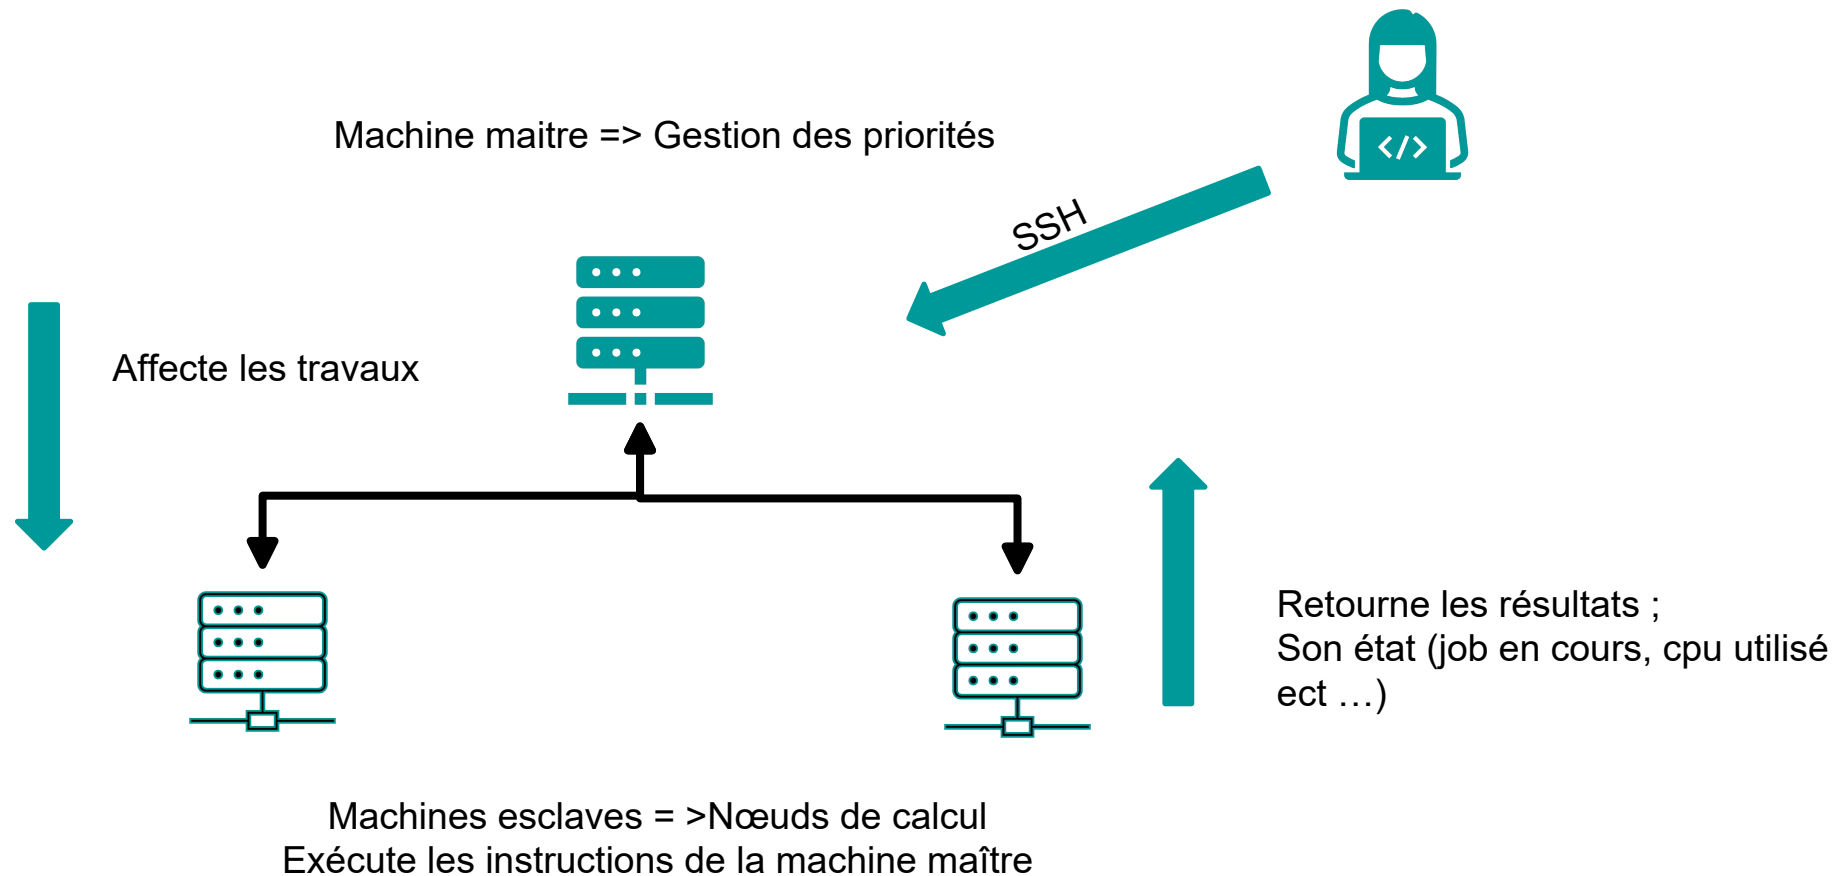 Machine maitre => Gestion des priorités
SSH
</>
Affecte les travaux
Retourne les résultats ;
Son état (job en cours, cpu utilisé
ect …)
Machines esclaves = >Nœuds de calcul
Exécute les instructions de la machine maître